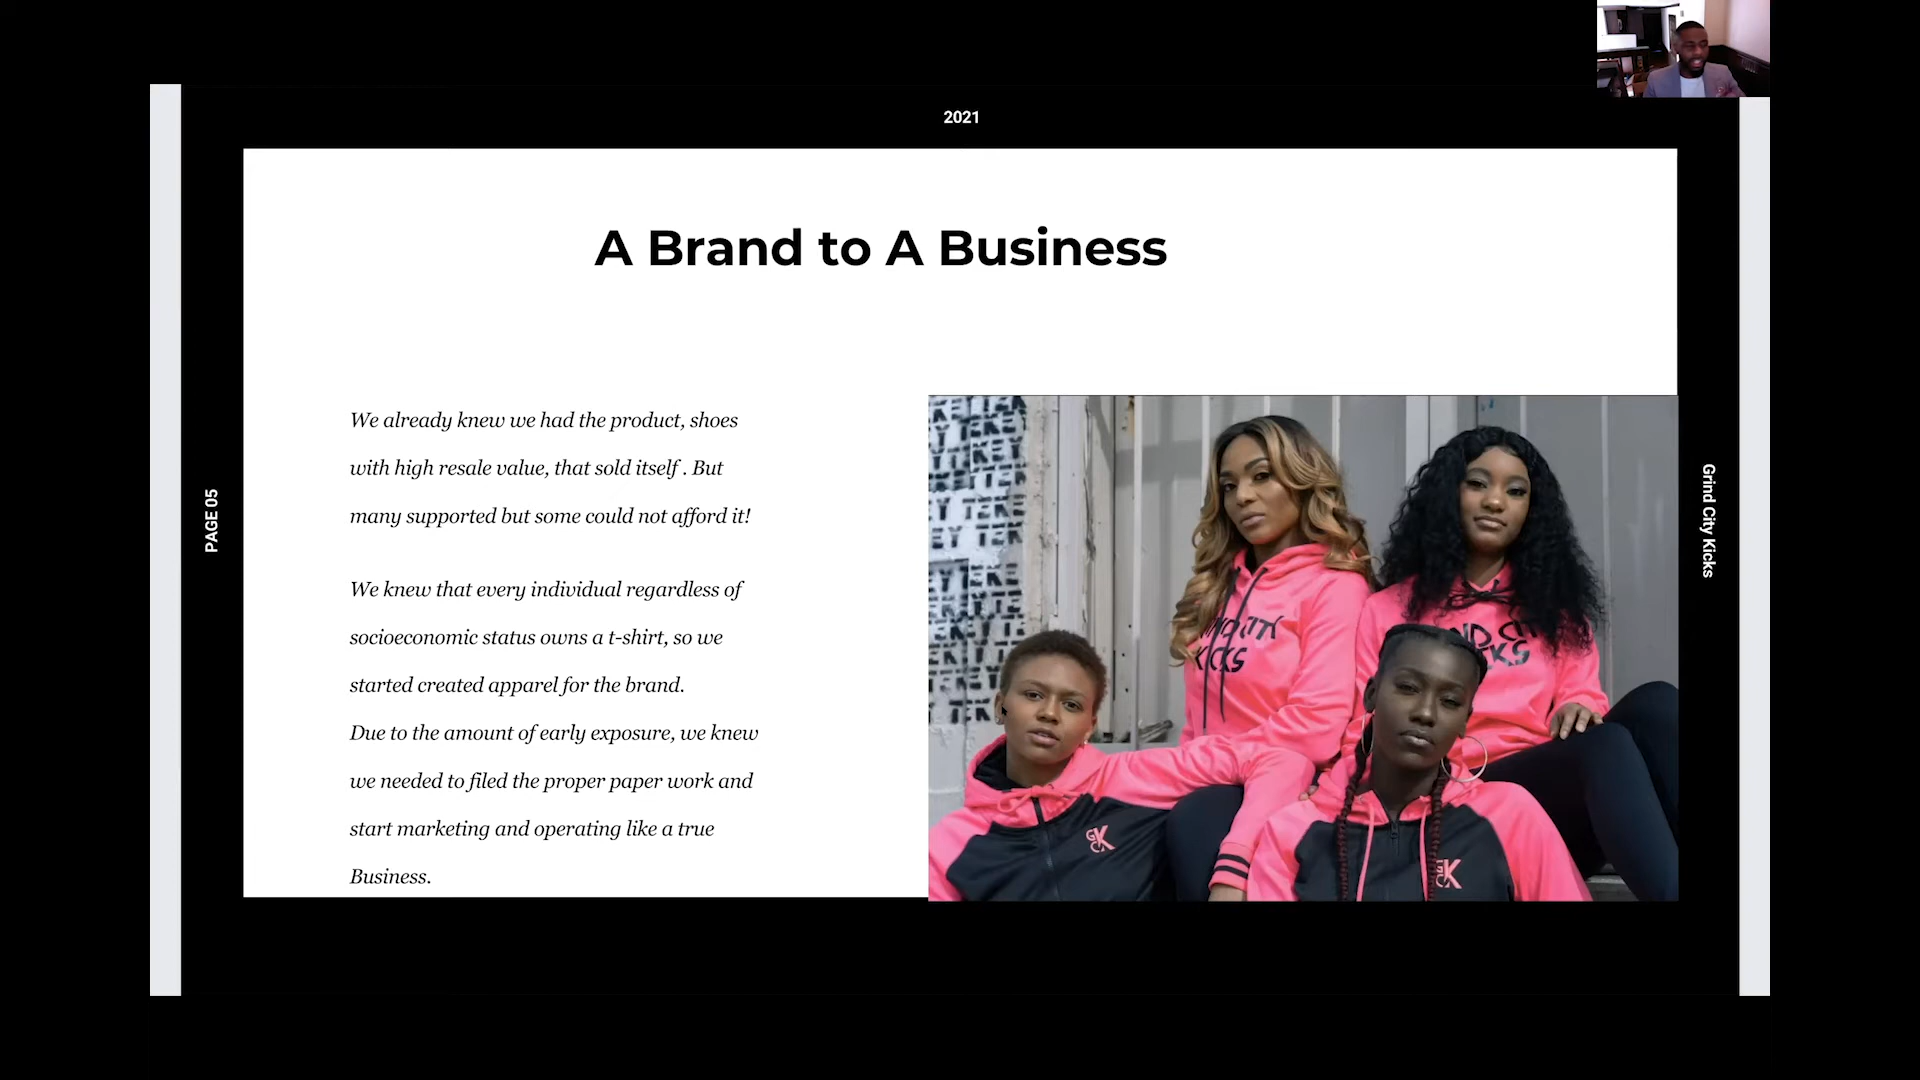 2021
A Brand to A Business
PAGE 05
We already knew we had the product, shoes
with high resale value, that sold itself . But
many supported but some could not afford it!
We knew that every individual regardless of
socioeconomic status owns a t-shirt, so we
started created apparel for the brand.
Due to the amount of early exposure, we knew
we needed to filed the proper paper work and
start marketing and operating like a true
Business.
Grind City Kicks
CITY
KICKS
GCK
GCK